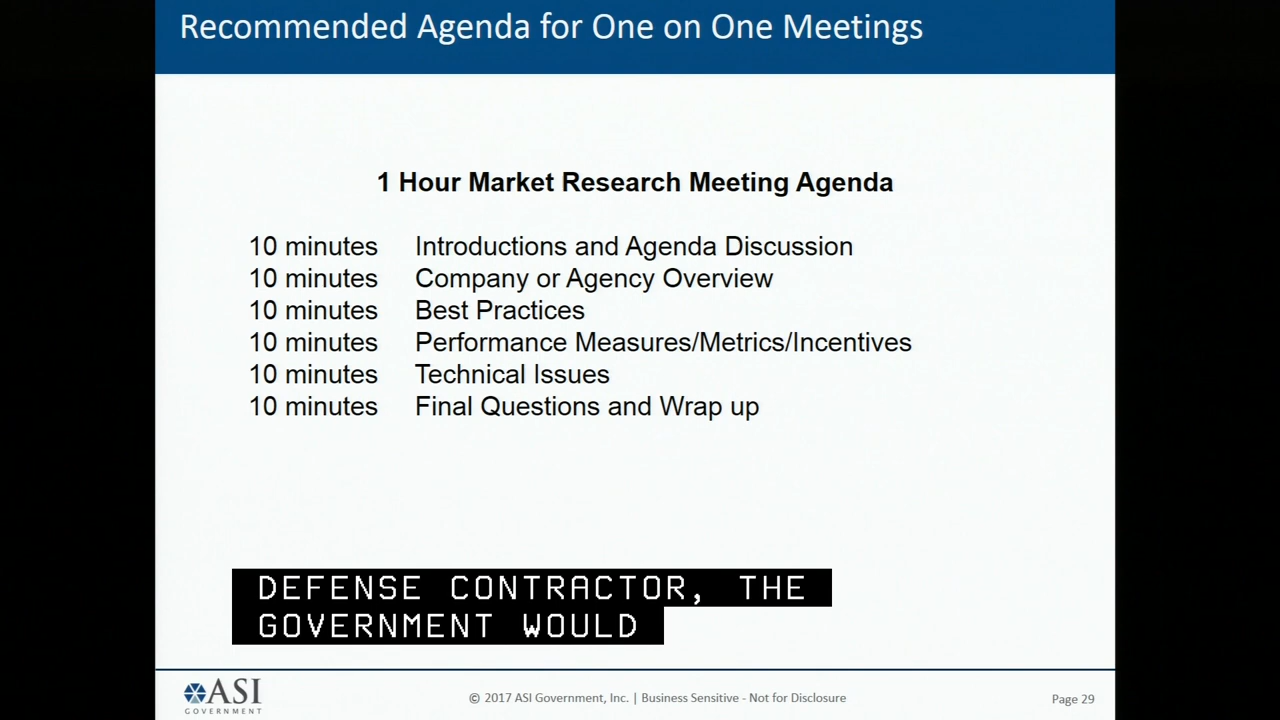 Recommended Agenda for One on One Meetings
1 Hour Market Research Meeting Agenda
10 minutes Introductions and Agenda Discussion
10 minutes Company or Agency Overview
10 minutes Best Practices
10 minutes Performance Measures/Metrics/Incentives
10 minutes Technical Issues
10 minutes Final Questions and Wrap up
DEFENSE CONTRACTOR, THE
GOVERNMENT WOULD
ASI
GOVERNMENT
© 2017 ASI Government, Inc. | Business Sensitive - Not for Disclosure
Page 29